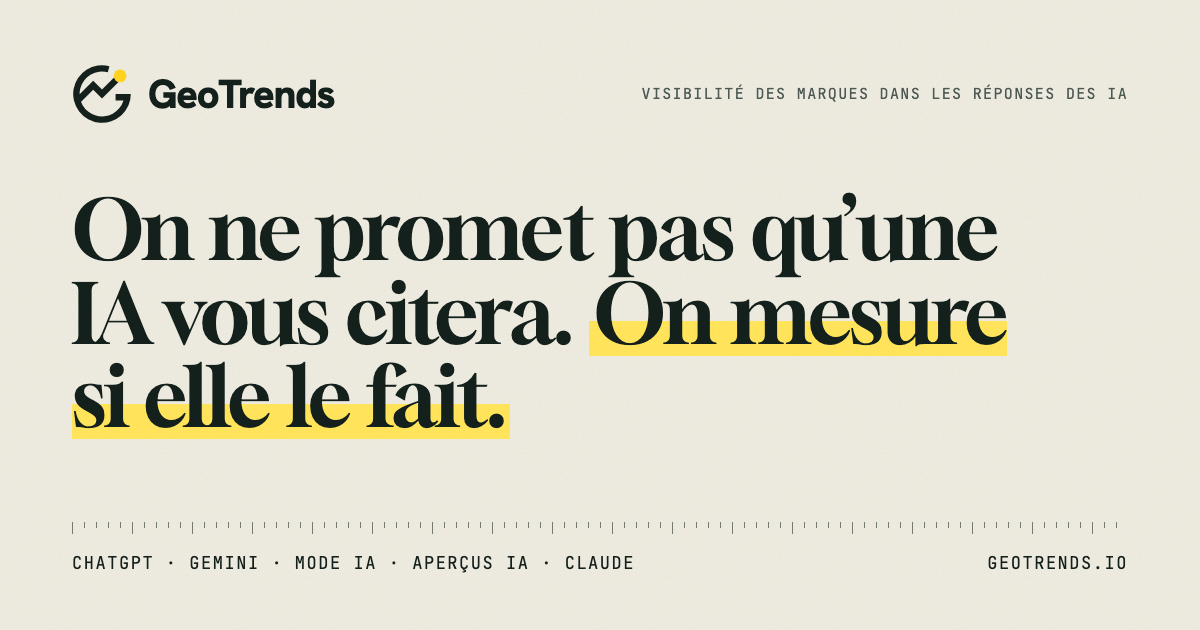 GeoTrends
VISIBILITÉ DES MARQUES DANS LES RÉPONSES DES IA
On ne promet pas qu’une
IA vous citera. On mesure
si elle le fait.
CHATGPT · GEMINI · MODE IA · APERÇUS IA · CLAUDE
GEOTRENDS.IO